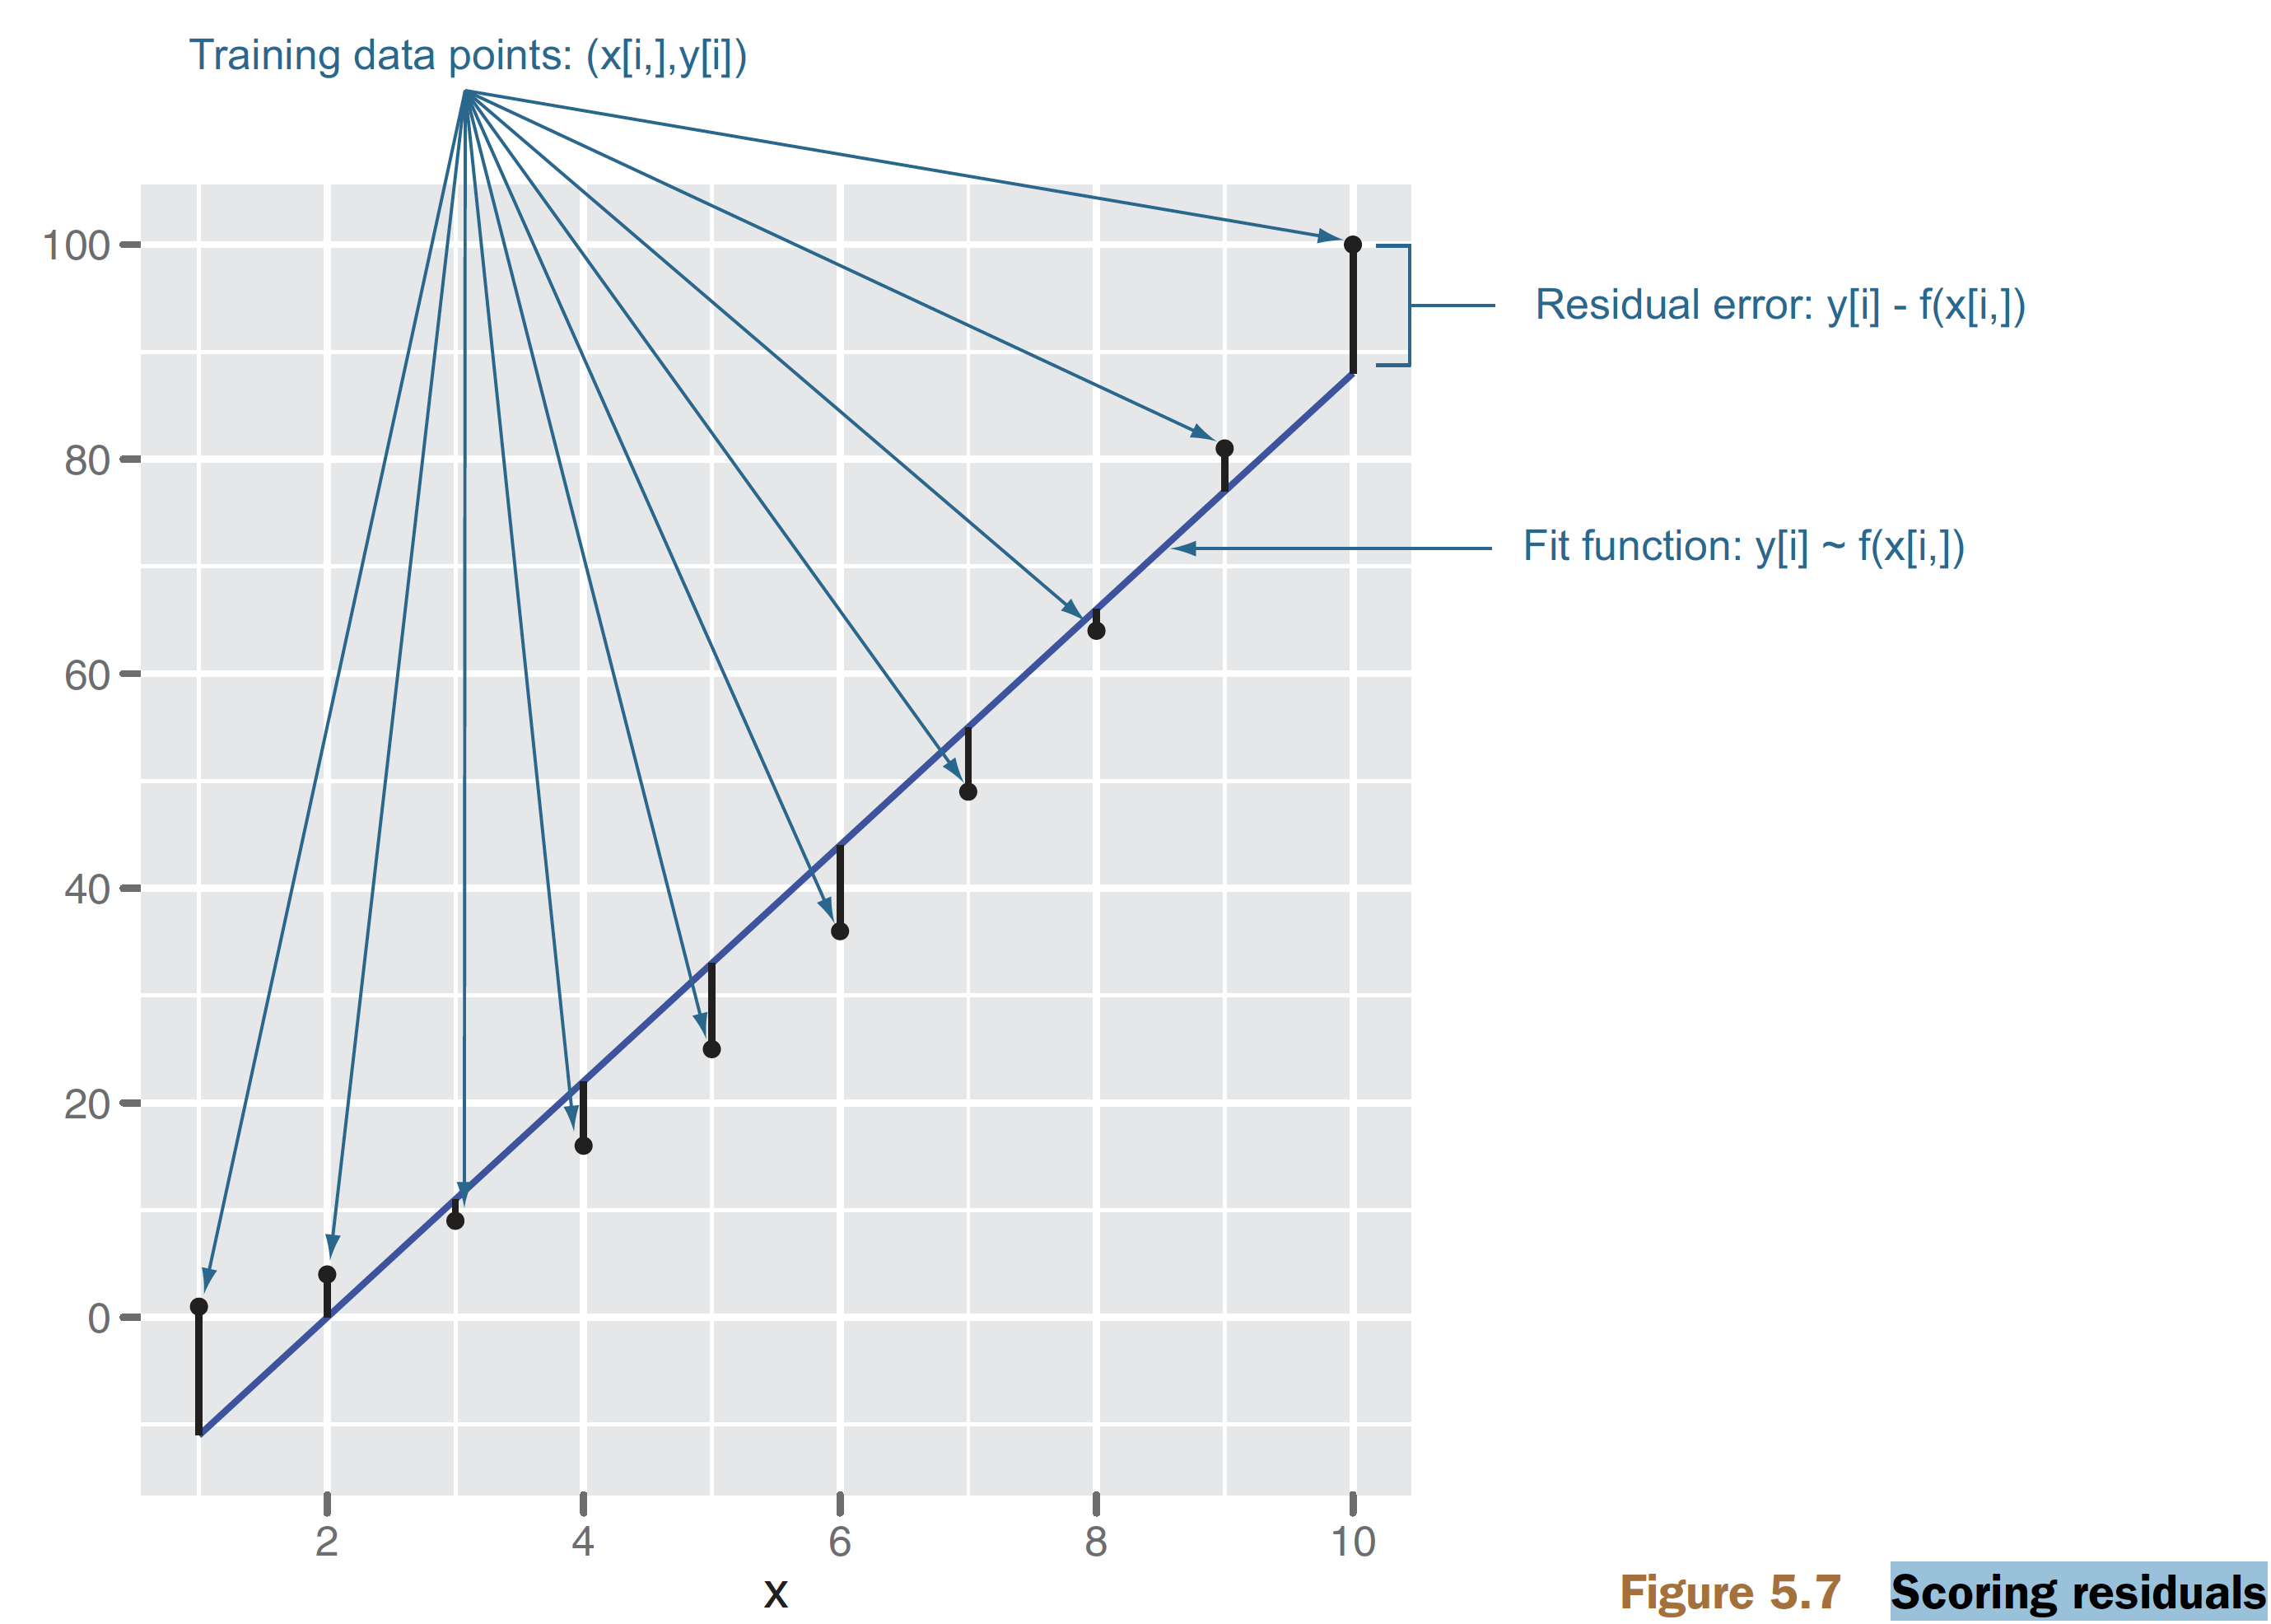 Training data points: (x[i,],y[i])
100
80
60
40
20
0
Residual error: y[i] - f(x[i,])
Fit function: y[i] ~ f(x[i,])
2 4 6 8 10
x
Figure 5.7 Scoring residuals